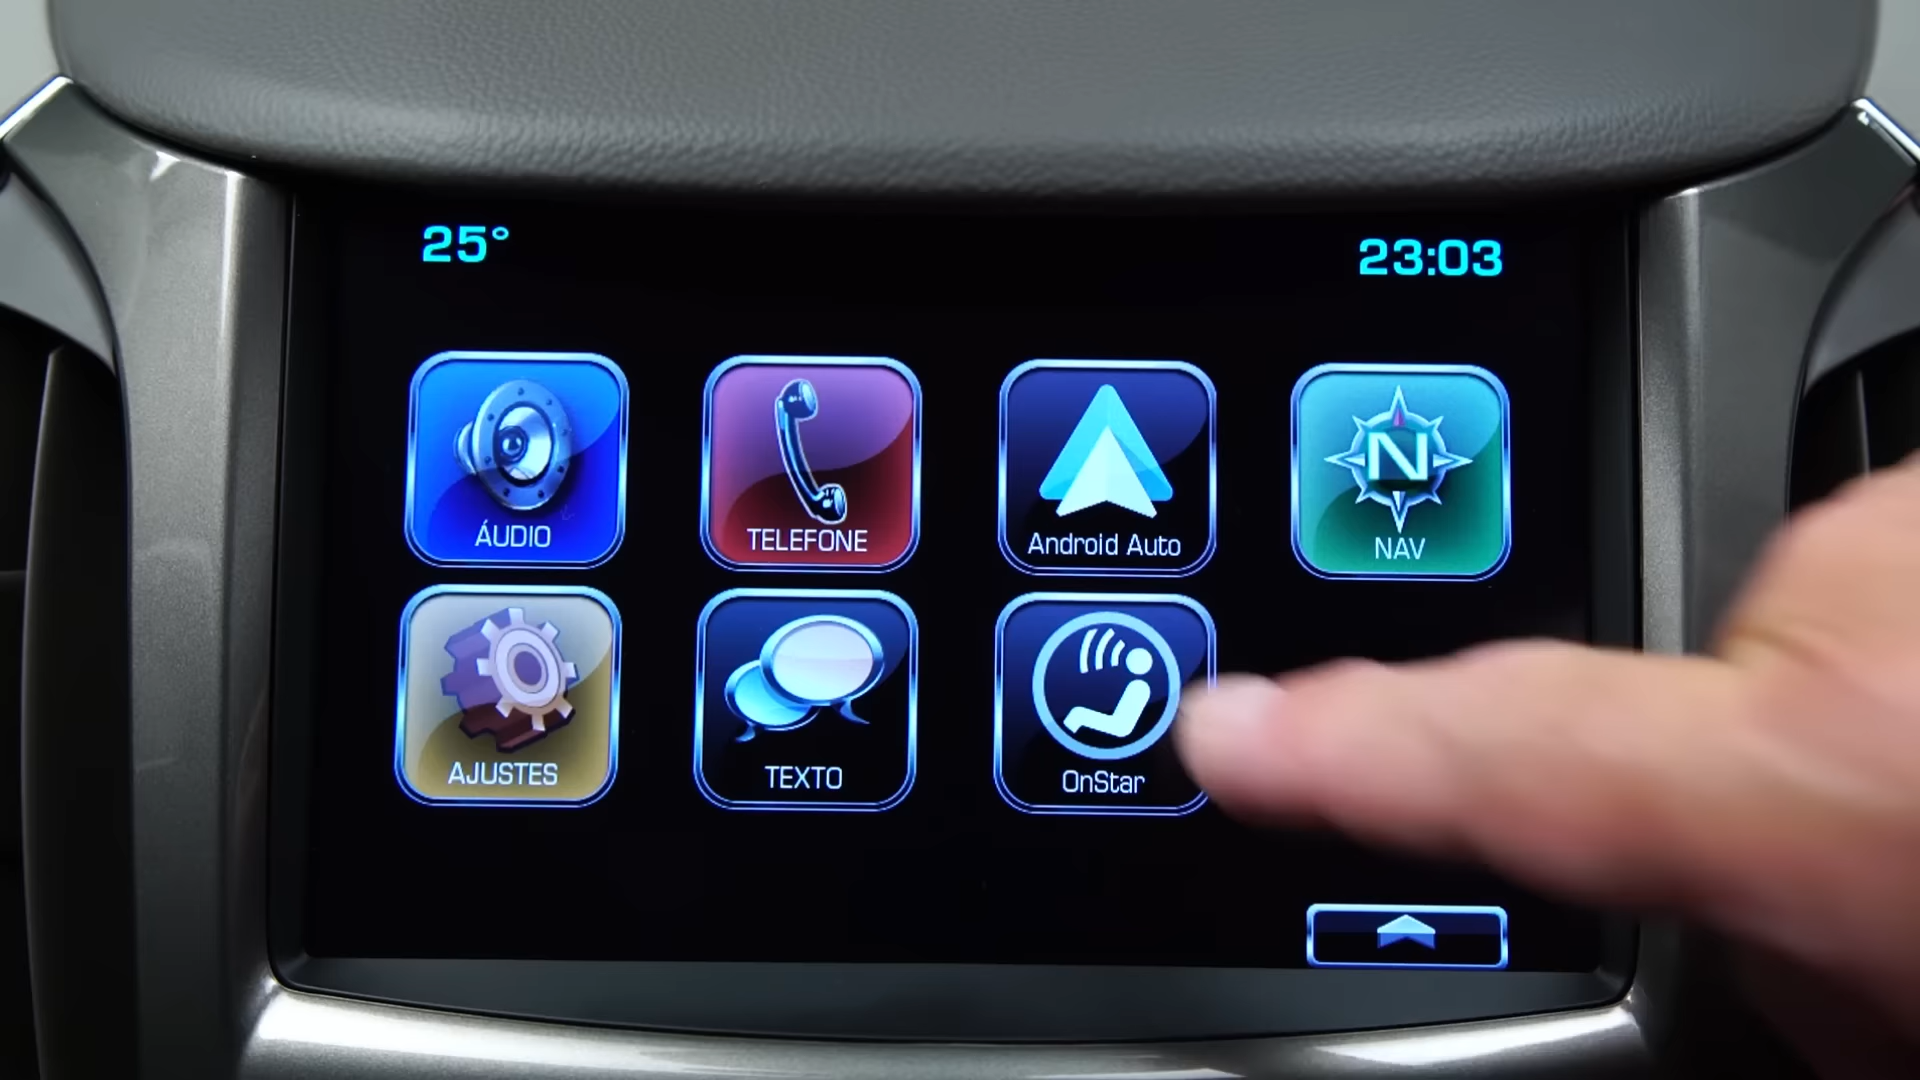 25°
23:03
ÁUDIO
TELEFONE
Android Auto
N
NAV
AJUSTES
TEXTO
OnStar